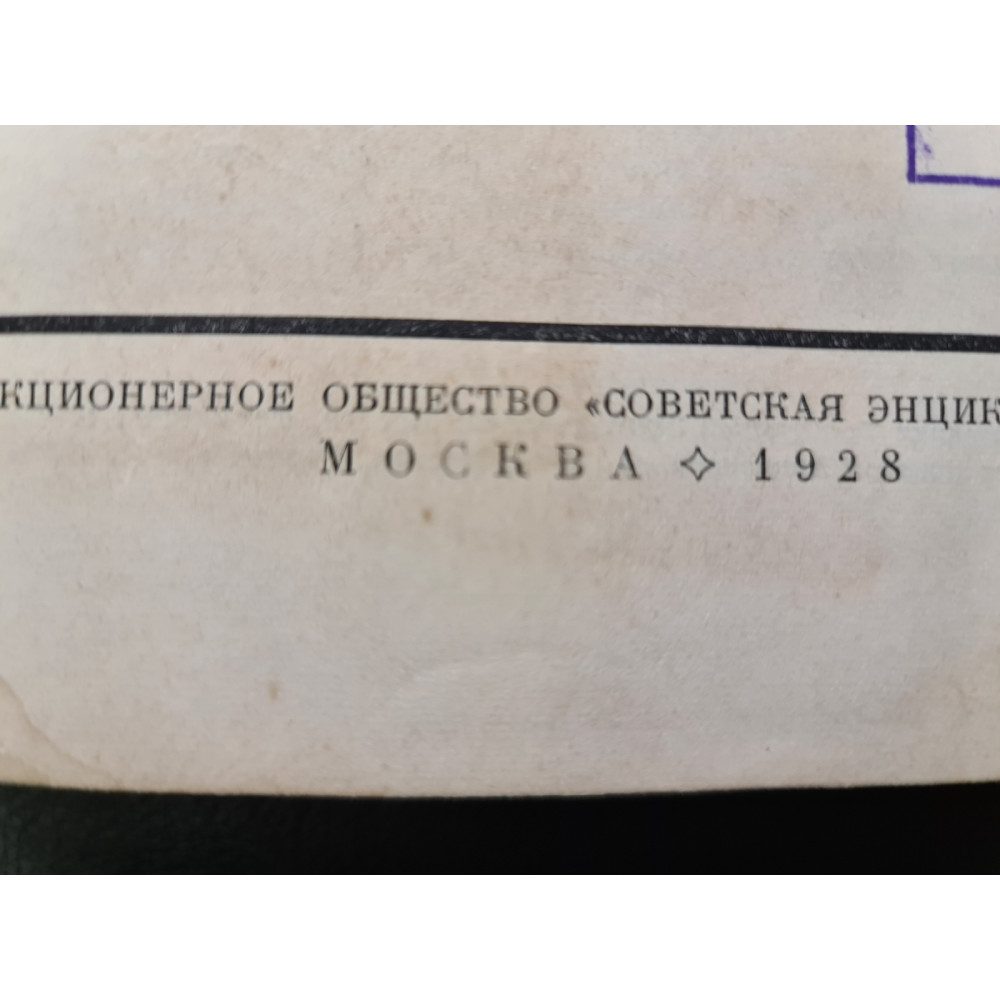 КЦИОНЕРНОЕ ОБЩЕСТВО «СОВЕТСКАЯ ЭНЦИК
МОСКВА ✧ 1928